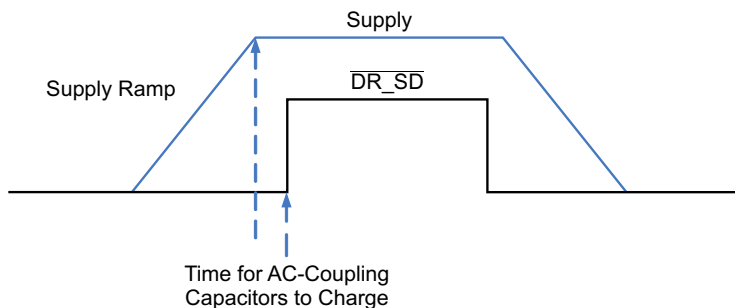 Supply
Supply Ramp
DR_SD
Time for AC-Coupling
Capacitors to Charge